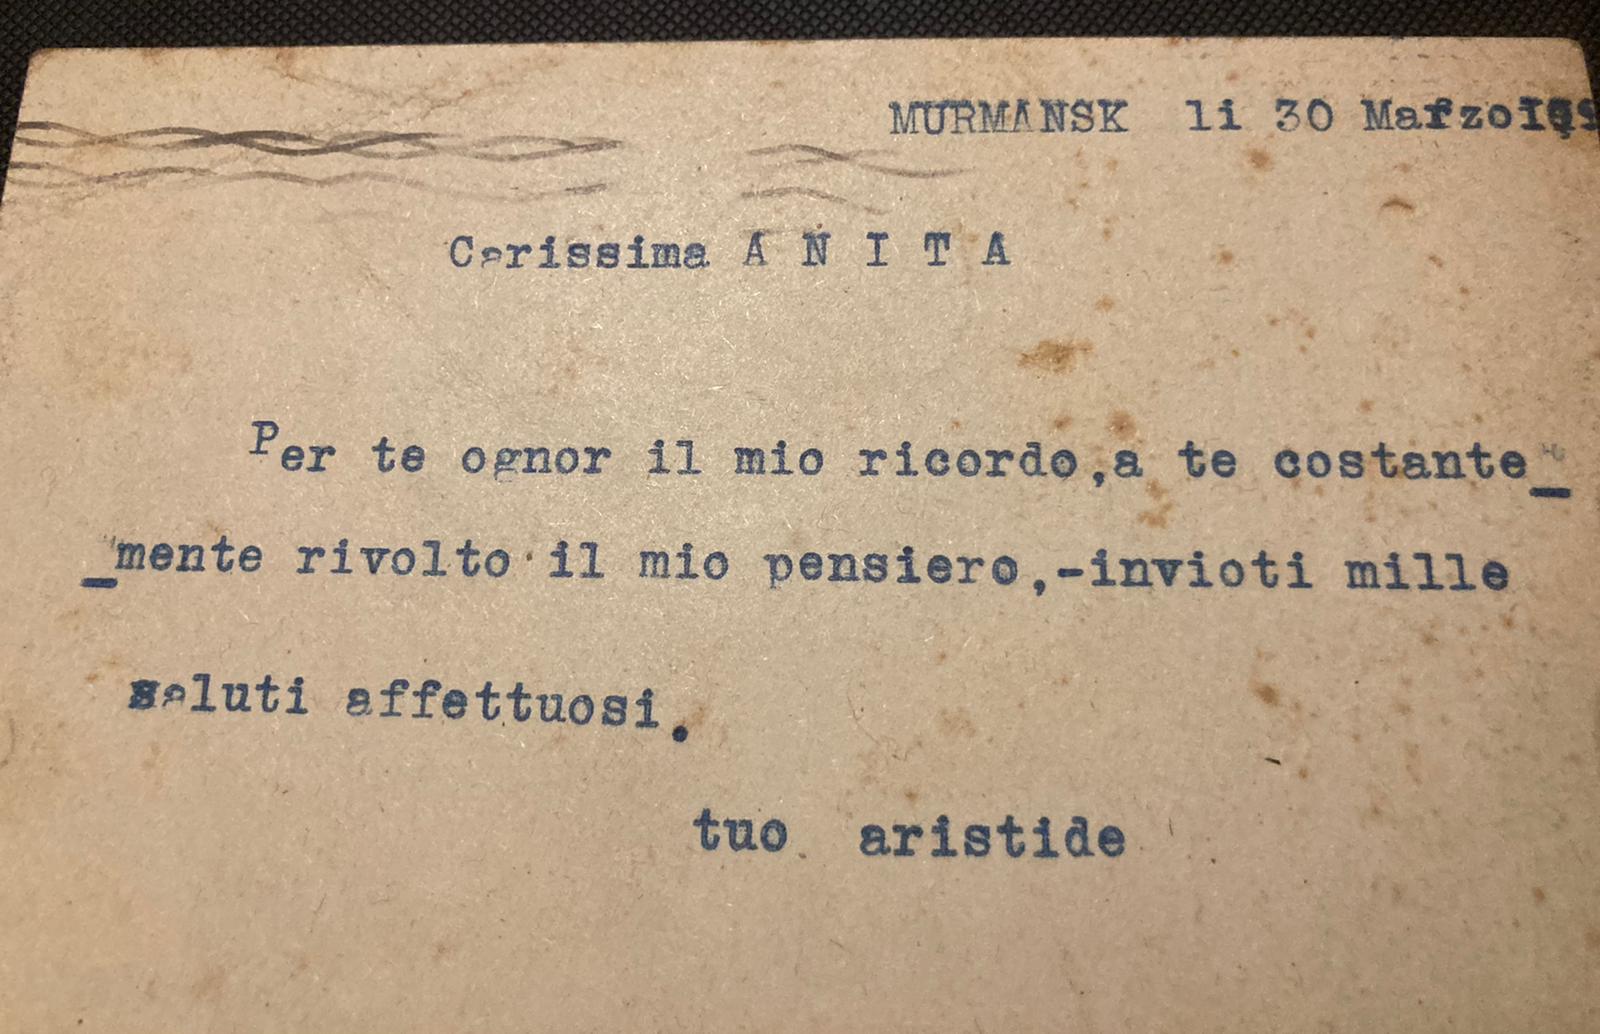 MURMANSK li 30 Marzo
Carissima A N I T A
Per te ognor il mio ricordo,a te costante_
_mente rivolto il mio pensiero,-invioti mille
saluti affettuosi.
tuo aristide